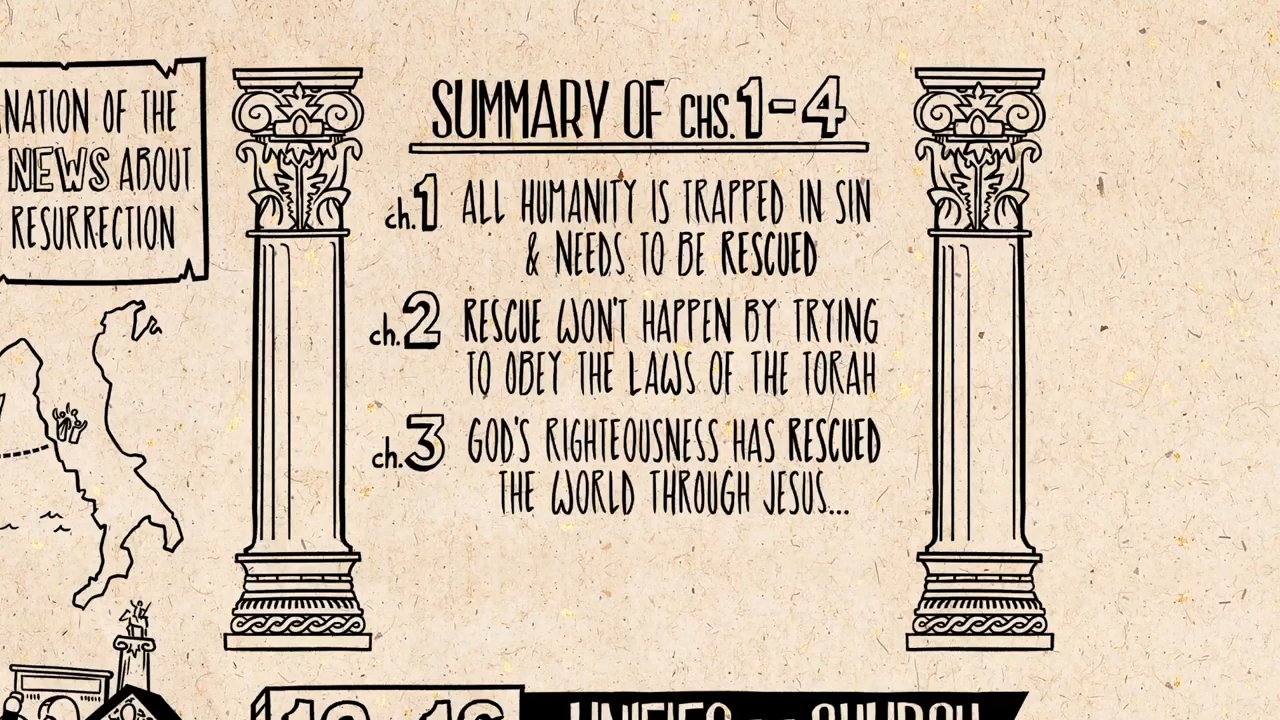 NATION OF THE
NEWS ABOUT
RESURRECTION
SUMMARY OF CHS. 1-4
ch. 1 ALL HUMANITY IS TRAPPED IN SIN
& NEEDS TO BE RESCUED
ch. 2 RESCUE WON'T HAPPEN BY TRYING
TO OBEY THE LAWS OF THE TORAH
ch. 3 GOD'S RIGHTEOUSNESS HAS RESCUED
THE WORLD THROUGH JESUS...